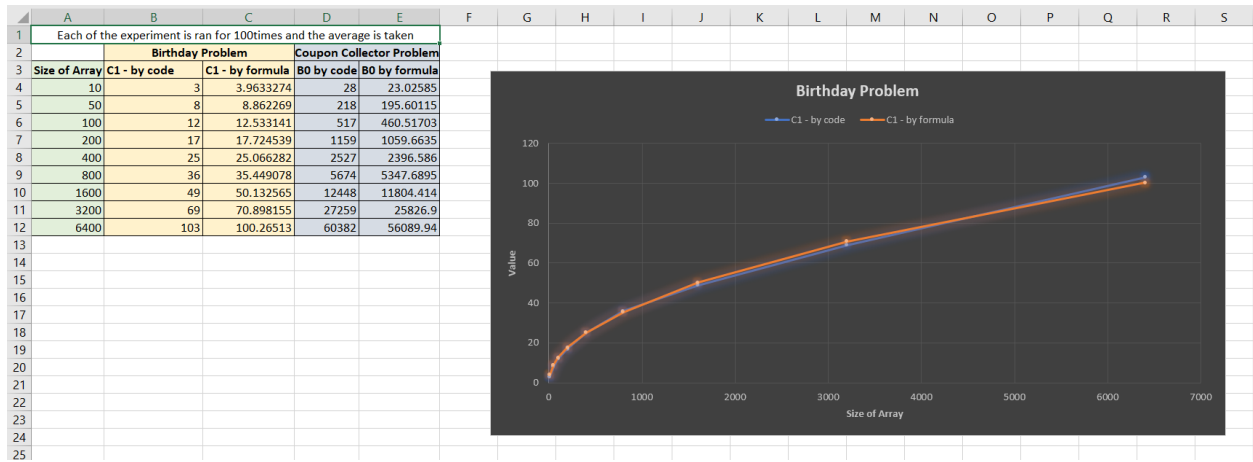 A B C D E F G H I J K L M N O P Q R S
1 Each of the experiment is ran for 100times and the average is taken
2 Birthday Problem Coupon Collector Problem
3 Size of Array C1 - by code C1 - by formula B0 by code B0 by formula
4 10 3 3.9633274 28 23.02585
5 50 8 8.862269 218 195.60115
6 100 12 12.533141 517 460.51703
7 200 17 17.724539 1159 1059.6635
8 400 25 25.066282 2527 2396.586
9 800 36 35.449078 5674 5347.6895
10 1600 49 50.132565 12448 11804.414
11 3200 69 70.898155 27259 25826.9
12 6400 103 100.26513 60382 56089.94
13
14
15
16
17
18
19
20
21
22
23
24
25
Birthday Problem
C1 - by code C1 - by formula
120
100
80
60
40
20
0
Value
0 1000 2000 3000 4000 5000 6000 7000
Size of Array